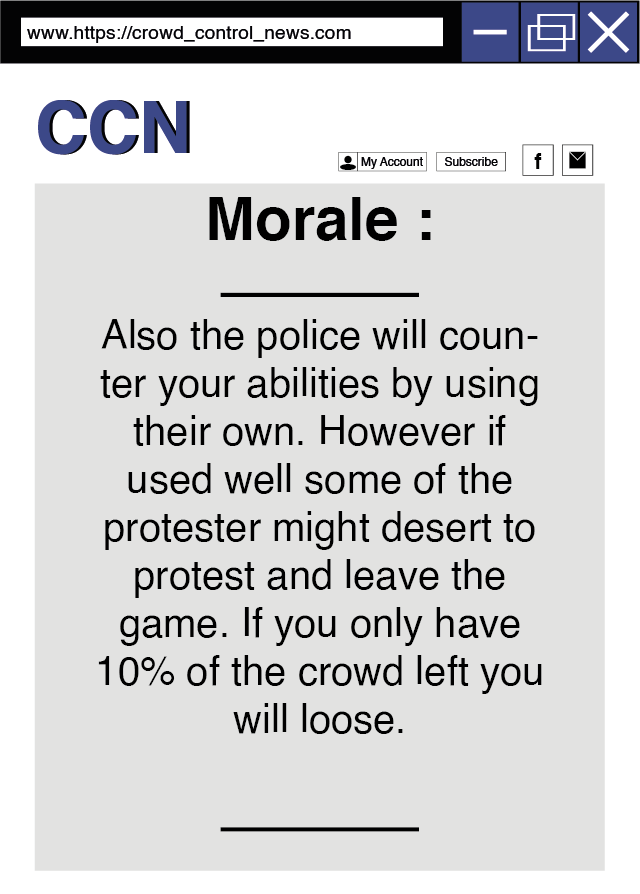 www.https://crowd_control_news.com
CCN
My Account
Subscribe
f
Morale :
Also the police will coun-
ter your abilities by using
their own. However if
used well some of the
protester might desert to
protest and leave the
game. If you only have
10% of the crowd left you
will loose.